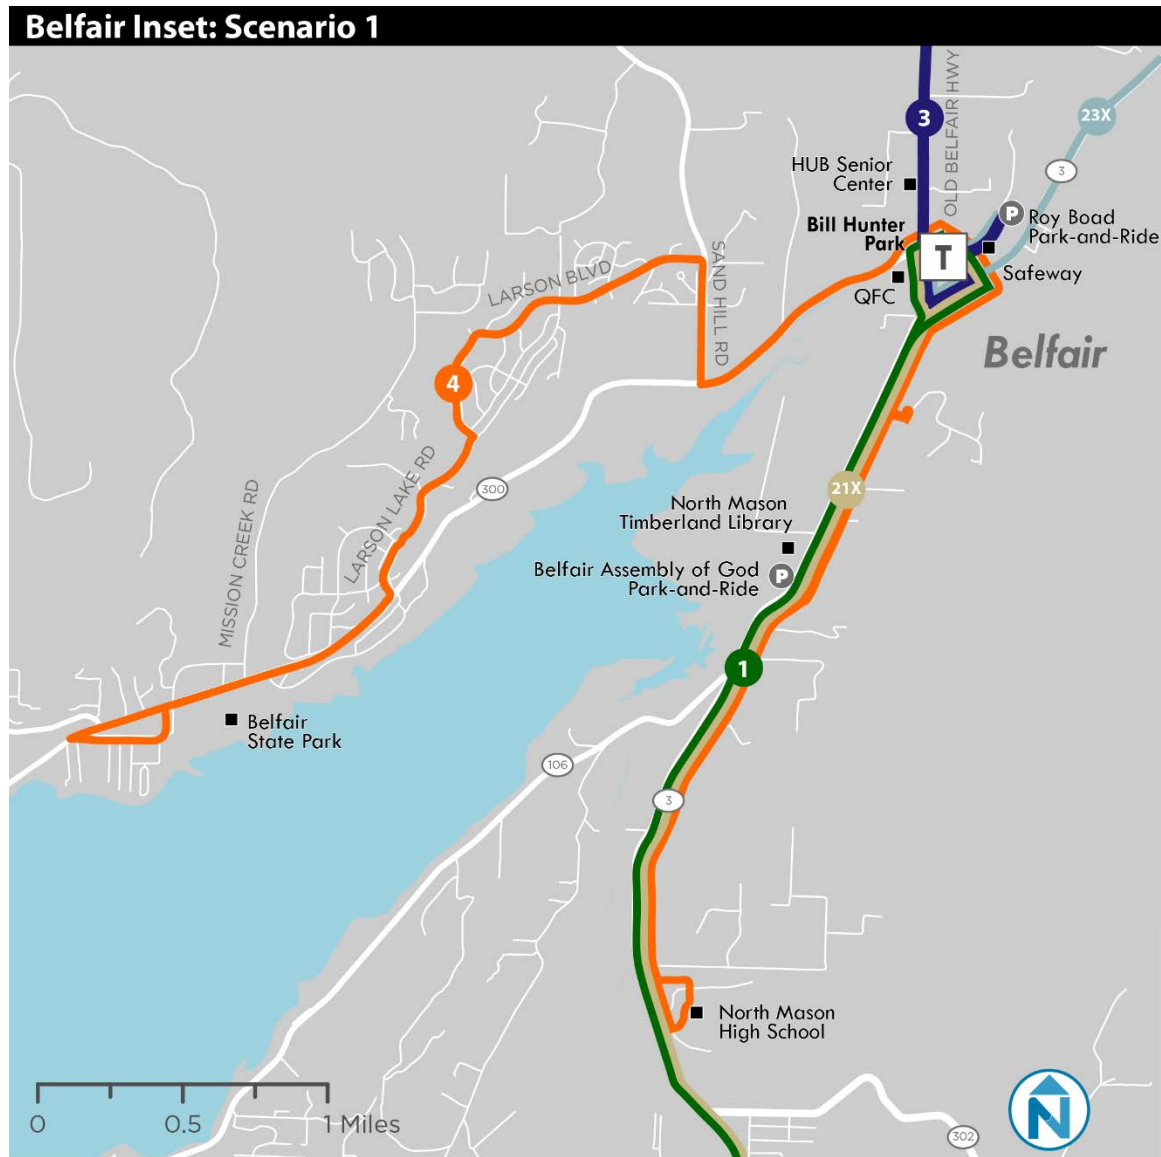 Belfair Inset: Scenario 1
OLD BELFAIR HWY
3
23X
3
HUB Senior
Center
Bill Hunter
Park
P
Roy Boad
Park-and-Ride
T
Safeway
QFC
SAND HILL RD
LARSON BLVD
Belfair
4
LARSON LAKE RD
300
21X
MISSION CREEK RD
North Mason
Timberland Library
Belfair Assembly of God
Park-and-Ride
P
1
Belfair
State Park
106
3
North Mason
High School
0
0.5
1 Miles
N
302